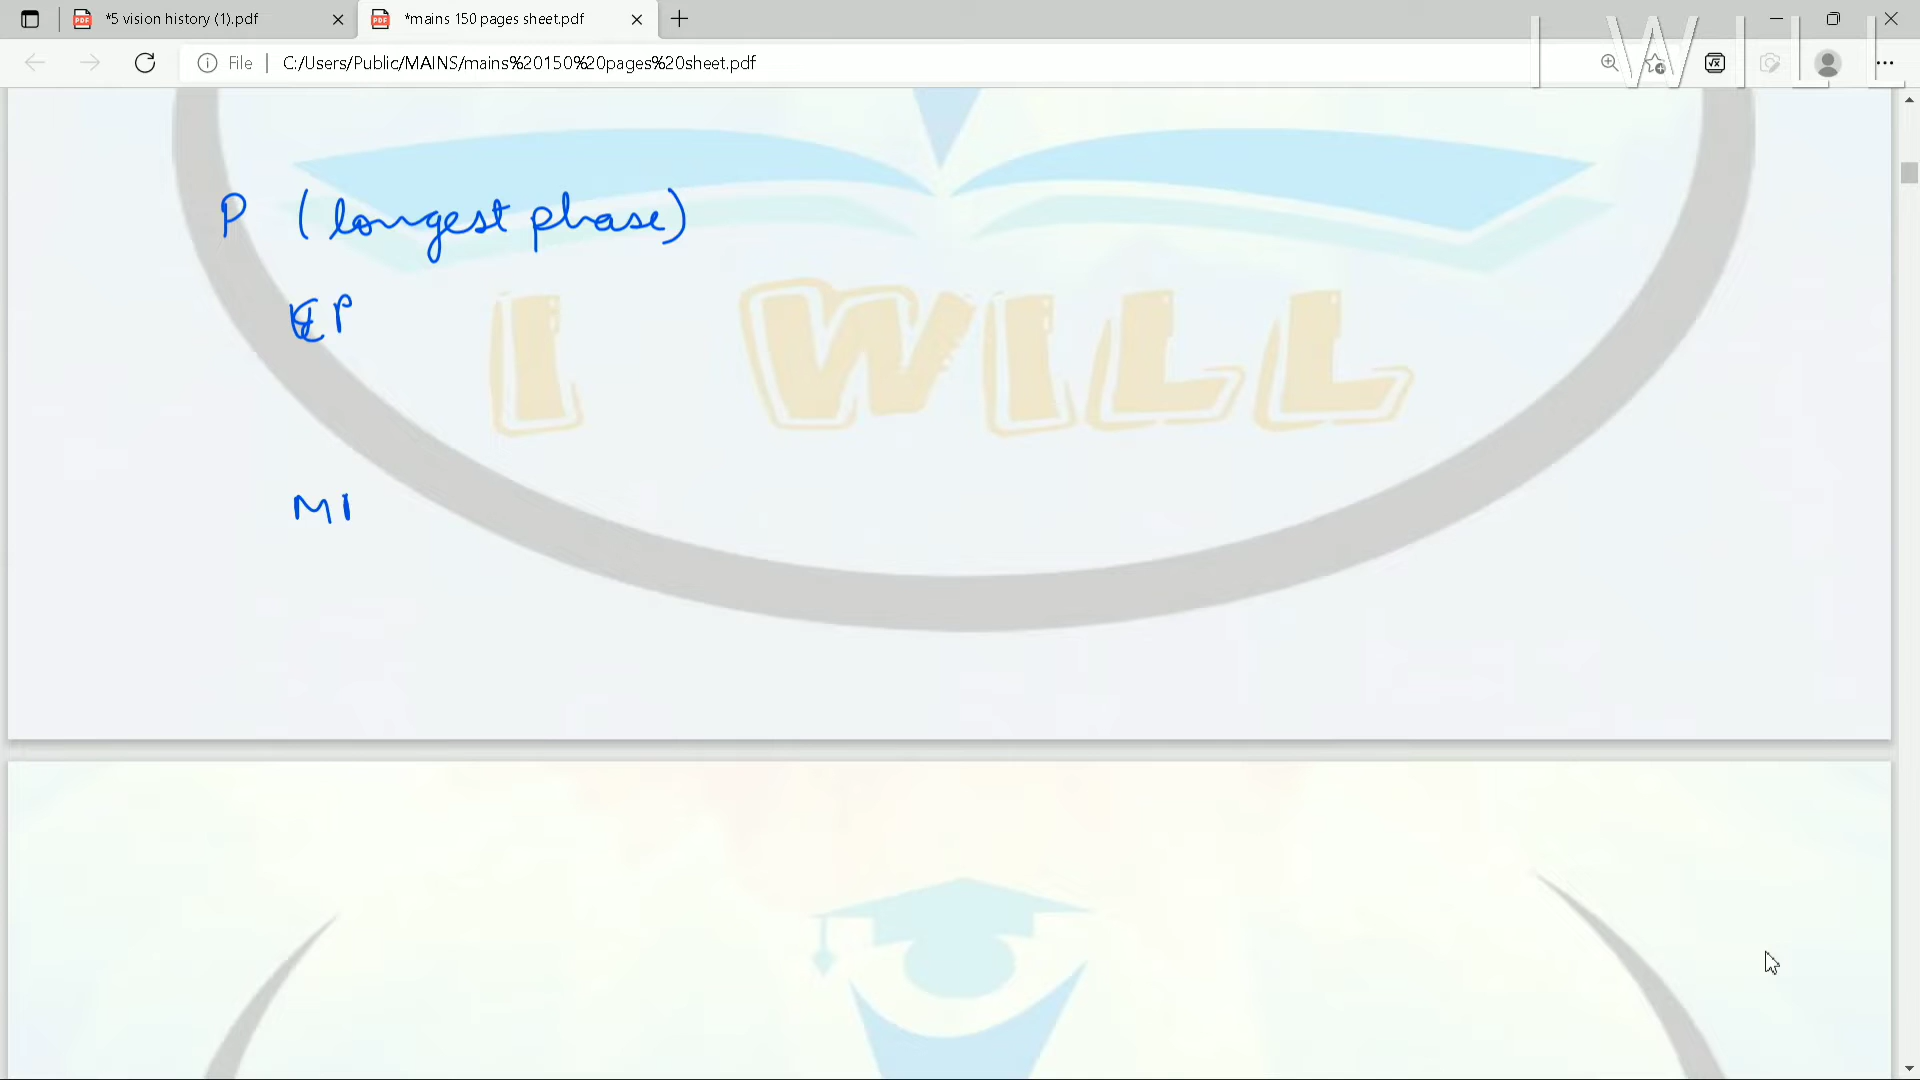 *5 vision history (1).pdf
*mains 150 pages sheet.pdf
File
C:/Users/Public/MAINS/mains%20150%20pages%20sheet.pdf
I WILL
P (longest phase)
P
I WILL
MI